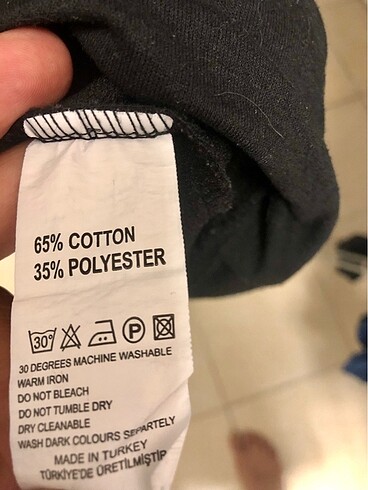 65% COTTON
35% POLYESTER
30° P
30 DEGREES MACHINE WASHABLE
WARM IRON
DO NOT BLEACH
DO NOT TUMBLE DRY
DRY CLEANABLE
WASH DARK COLOURS SEPARTELY
MADE IN TURKEY
TÜRKİYE'DE ÜRETİLMİŞTİR